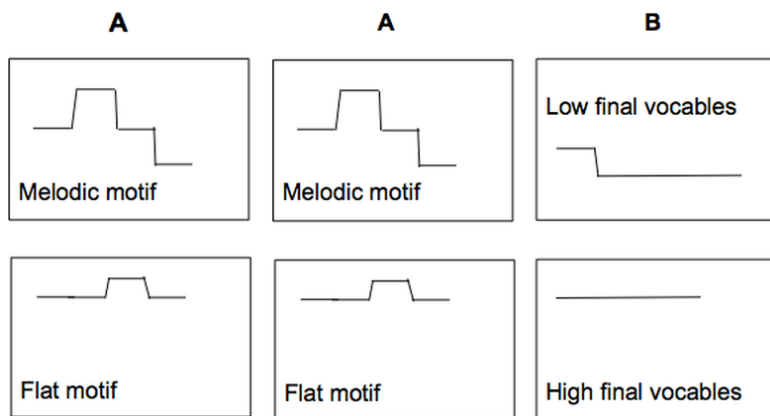 A
A
B
Melodic motif
Melodic motif
Low final vocables
Flat motif
Flat motif
High final vocables